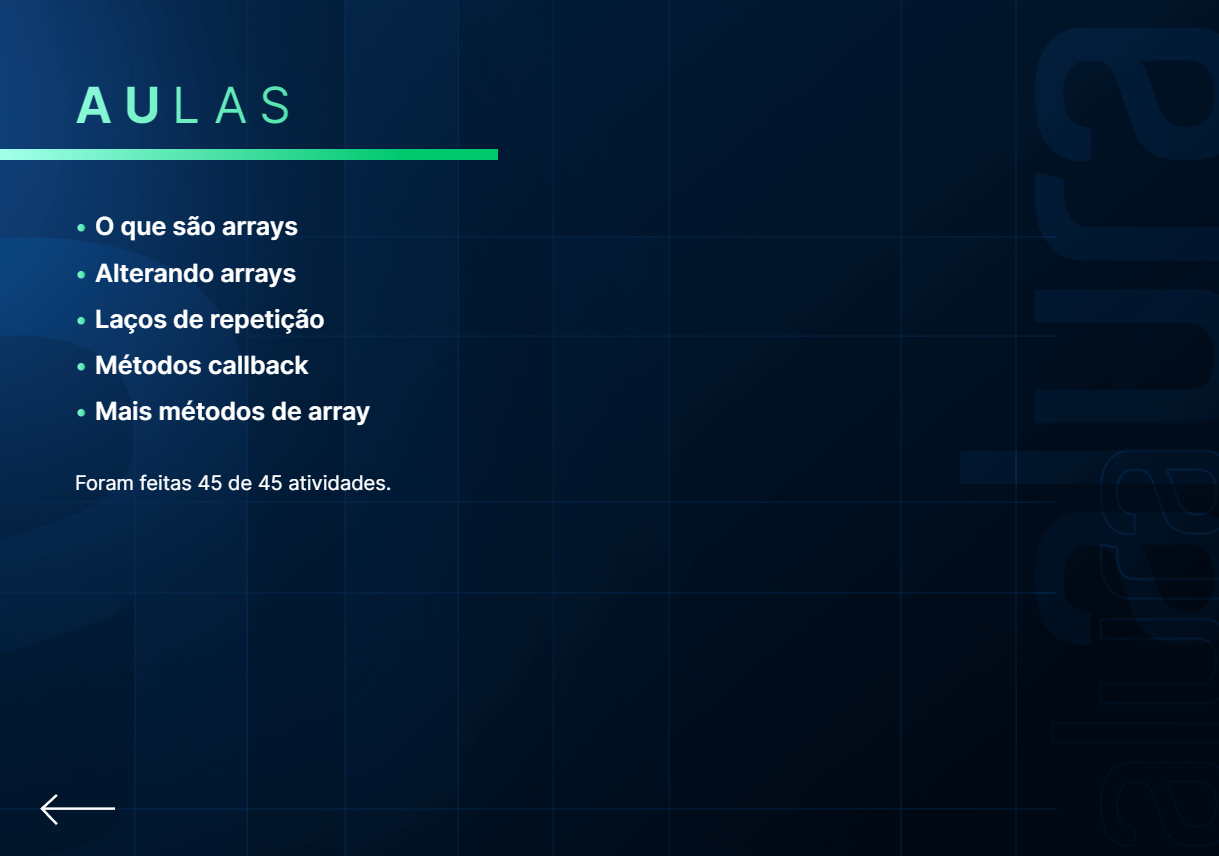 AULAS
• O que são arrays
• Alterando arrays
• Laços de repetição
• Métodos callback
• Mais métodos de array
Foram feitas 45 de 45 atividades.
alura
alura